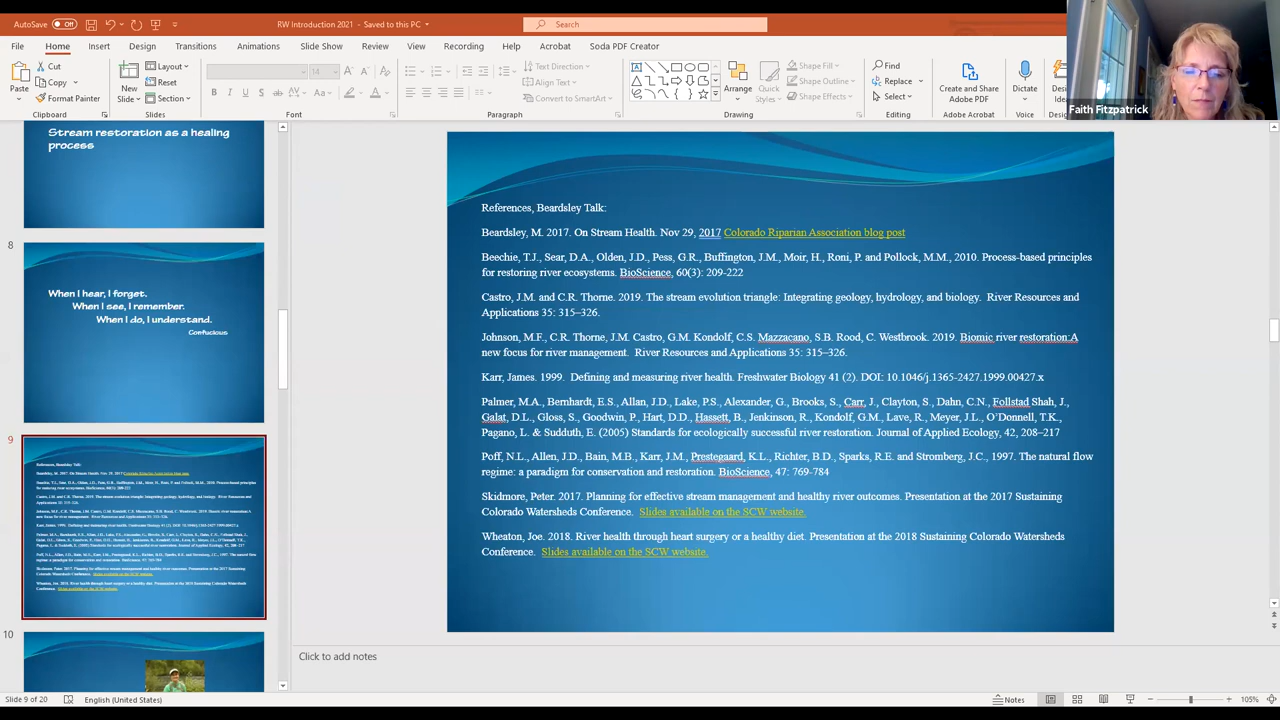 AutoSave Off
RW Introduction 2021 - Saved to this PC
Search
File Home Insert Design Transitions Animations Slide Show Review View Recording Help Acrobat Soda PDF Creator
Paste
Cut
Copy
Format Painter
Clipboard
New Slide
Layout
Reset
Section
Slides
14
Font
Text Direction
Align Text
Convert to SmartArt
Paragraph
Arrange
Quick Styles
Shape Fill
Shape Outline
Shape Effects
Drawing
Find
Replace
Select
Editing
Create and Share Adobe PDF
Adobe Acrobat
Dictate
Voice
Faith Fitzpatrick
Stream restoration as a healing
process
8
When I hear, I forget.
When I see, I remember.
When I do, I understand.
Confucious
9
10
References, Beardsley Talk:
Beardsley, M. 2017. On Stream Health. Nov 29, 2017 Colorado Riparian Association blog post
Beechie, T.J., Sear, D.A., Olden, J.D., Pess, G.R., Buffington, J.M., Moir, H., Roni, P. and Pollock, M.M., 2010. Process-based principles
for restoring river ecosystems. BioScience, 60(3): 209-222
Castro, J.M. and C.R. Thorne. 2019. The stream evolution triangle: Integrating geology, hydrology, and biology. River Resources and
Applications 35: 315–326.
Johnson, M.F., C.R. Thorne, J.M. Castro, G.M. Kondolf, C.S. Mazzacano, S.B. Rood, C. Westbrook. 2019. Biomic river restoration:A
new focus for river management. River Resources and Applications 35: 315–326.
Karr, James. 1999. Defining and measuring river health. Freshwater Biology 41 (2). DOI: 10.1046/j.1365-2427.1999.00427.x
Palmer, M.A., Bernhardt, E.S., Allan, J.D., Lake, P.S., Alexander, G., Brooks, S., Carr, J., Clayton, S., Dahn, C.N., Follstad Shah, J.,
Galat, D.L., Gloss, S., Goodwin, P., Hart, D.D., Hassett, B., Jenkinson, R., Kondolf, G.M., Lave, R., Meyer, J.L., O’Donnell, T.K.,
Pagano, L. & Sudduth, E. (2005) Standards for ecologically successful river restoration. Journal of Applied Ecology, 42, 208–217
Poff, N.L., Allen, J.D., Bain, M.B., Karr, J.M., Prestegaard, K.L., Richter, B.D., Sparks, R.E. and Stromberg, J.C., 1997. The natural flow
regime: a paradigm for conservation and restoration. BioScience, 47: 769-784
Skidmore, Peter. 2017. Planning for effective stream management and healthy river outcomes. Presentation at the 2017 Sustaining
Colorado Watersheds Conference. Slides available on the SCW website.
Wheaton, Joe. 2018. River health through heart surgery or a healthy diet. Presentation at the 2018 Sustaining Colorado Watersheds
Conference. Slides available on the SCW website.
Click to add notes
Slide 9 of 20
English (United States)
Notes
105%